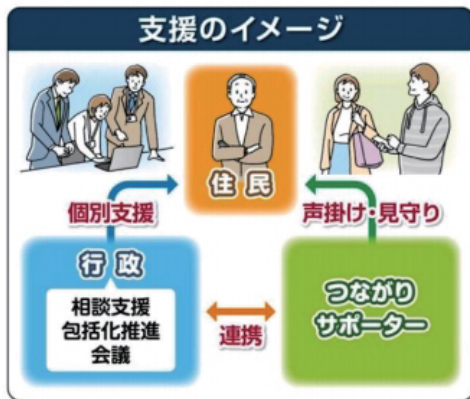 支援のイメージ
住民
個別支援
声掛け・見守り
行政
相談支援
包括化推進
会議
連携
つながり
サポーター